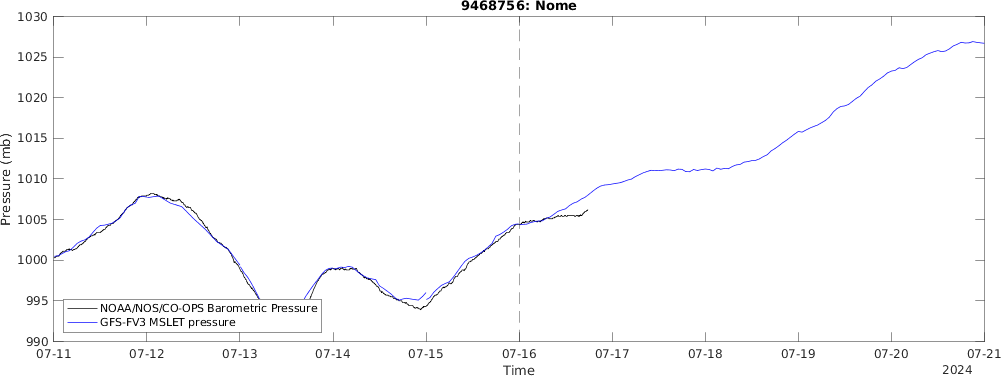 9468756: Nome
1030
1025
1020
1015
1010
1005
1000
995
990
Pressure (mb)
NOAA/NOS/CO-OPS Barometric Pressure
GFS-FV3 MSLET pressure
07-11 07-12 07-13 07-14 07-15 07-16 07-17 07-18 07-19 07-20 07-21
Time
2024